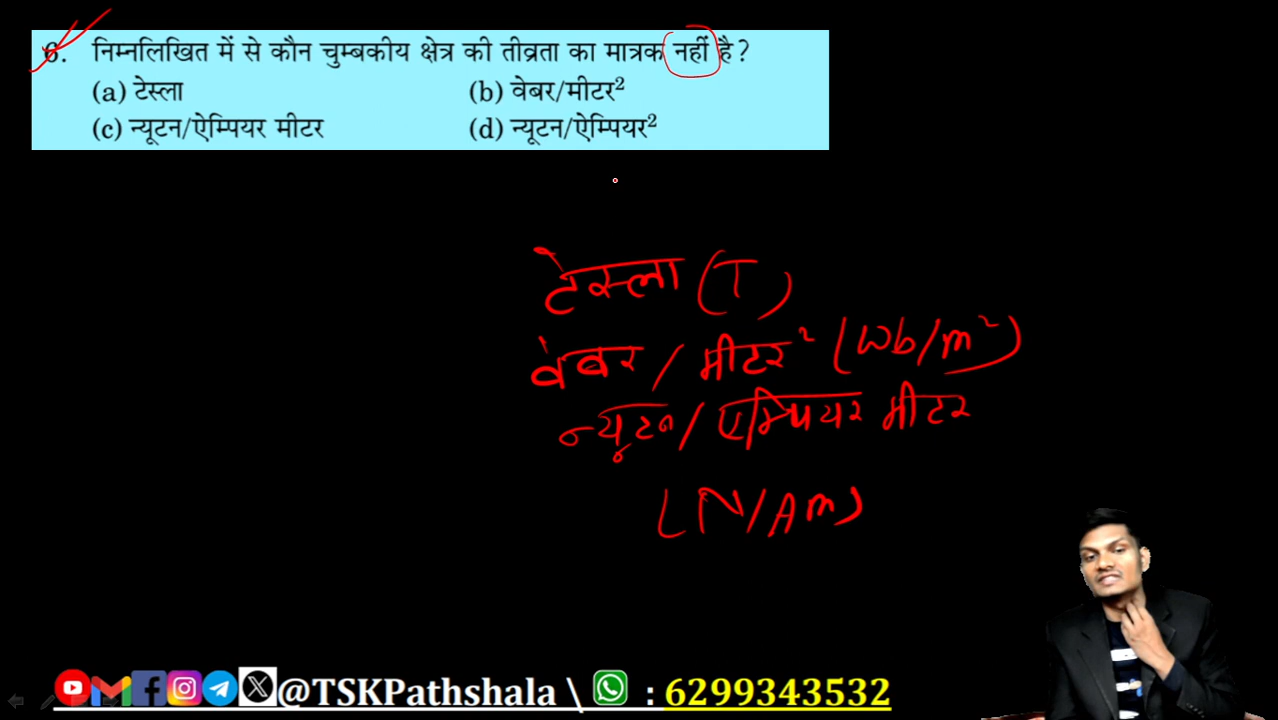 6. निम्नलिखित में से कौन चुम्बकीय क्षेत्र की तीव्रता का मात्रक नहीं है?
(a) टेस्ला (b) वेबर/मीटर²
(c) न्यूटन/ऐम्पियर मीटर (d) न्यूटन/ऐम्पियर²
टेस्ला (T)
वेबर / मीटर² (Wb/m²)
न्यूटन/ एम्पियर मीटर
(N/Am)
@TSKPathshala \ : 6299343532